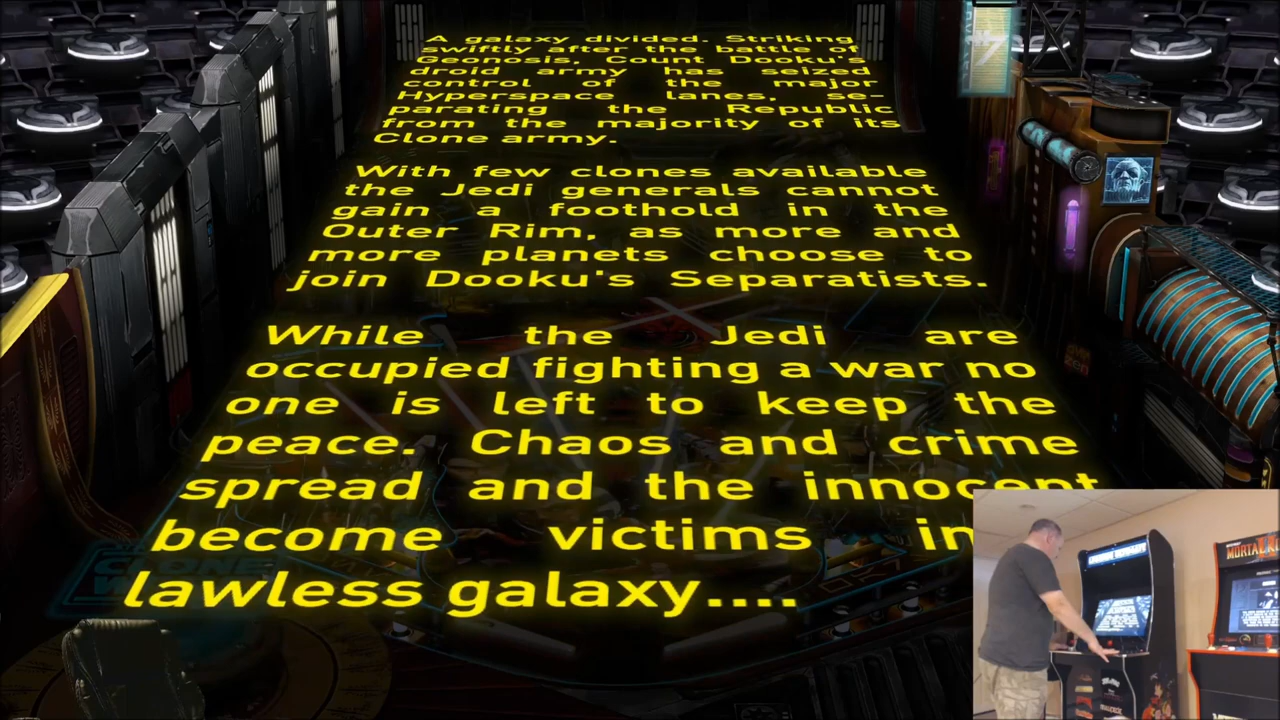 A galaxy divided. Striking
swiftly after the battle of
Geonosis, Count Dooku's
droid army has seized
control of the major
Hyperspace lanes, se-
parating the Republic
from the majority of its
Clone army.
With few clones available
the Jedi generals cannot
gain a foothold in the
Outer Rim, as more and
more planets choose to
join Dooku's Separatists.
While the Jedi are
occupied fighting a war no
one is left to keep the
peace. Chaos and crime
spread and the innocent
become victims in
lawless galaxy....
CLONE
MORTAL K